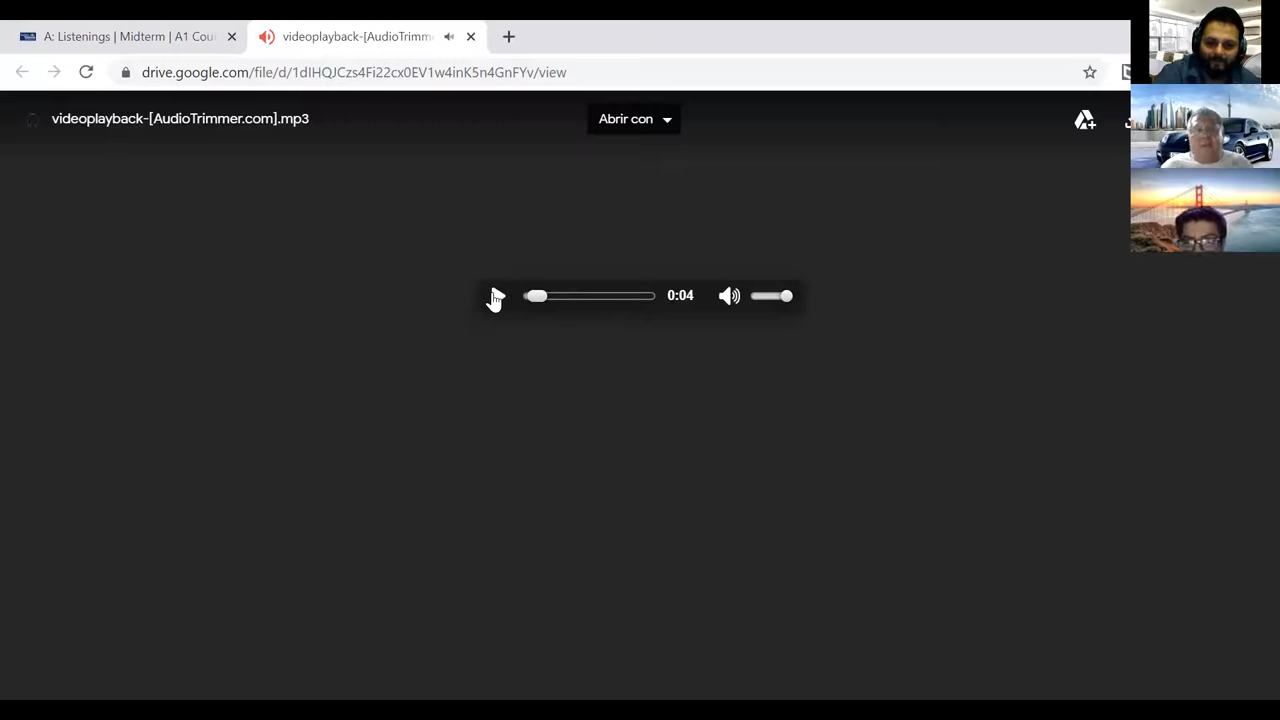 A: Listenings | Midterm | A1 Cou
videoplayback-[AudioTrimme
drive.google.com/file/d/1dIHQJCzs4Fi22cx0EV1w4inK5n4GnFYv/view
videoplayback-[AudioTrimmer.com].mp3
Abrir con
0:04